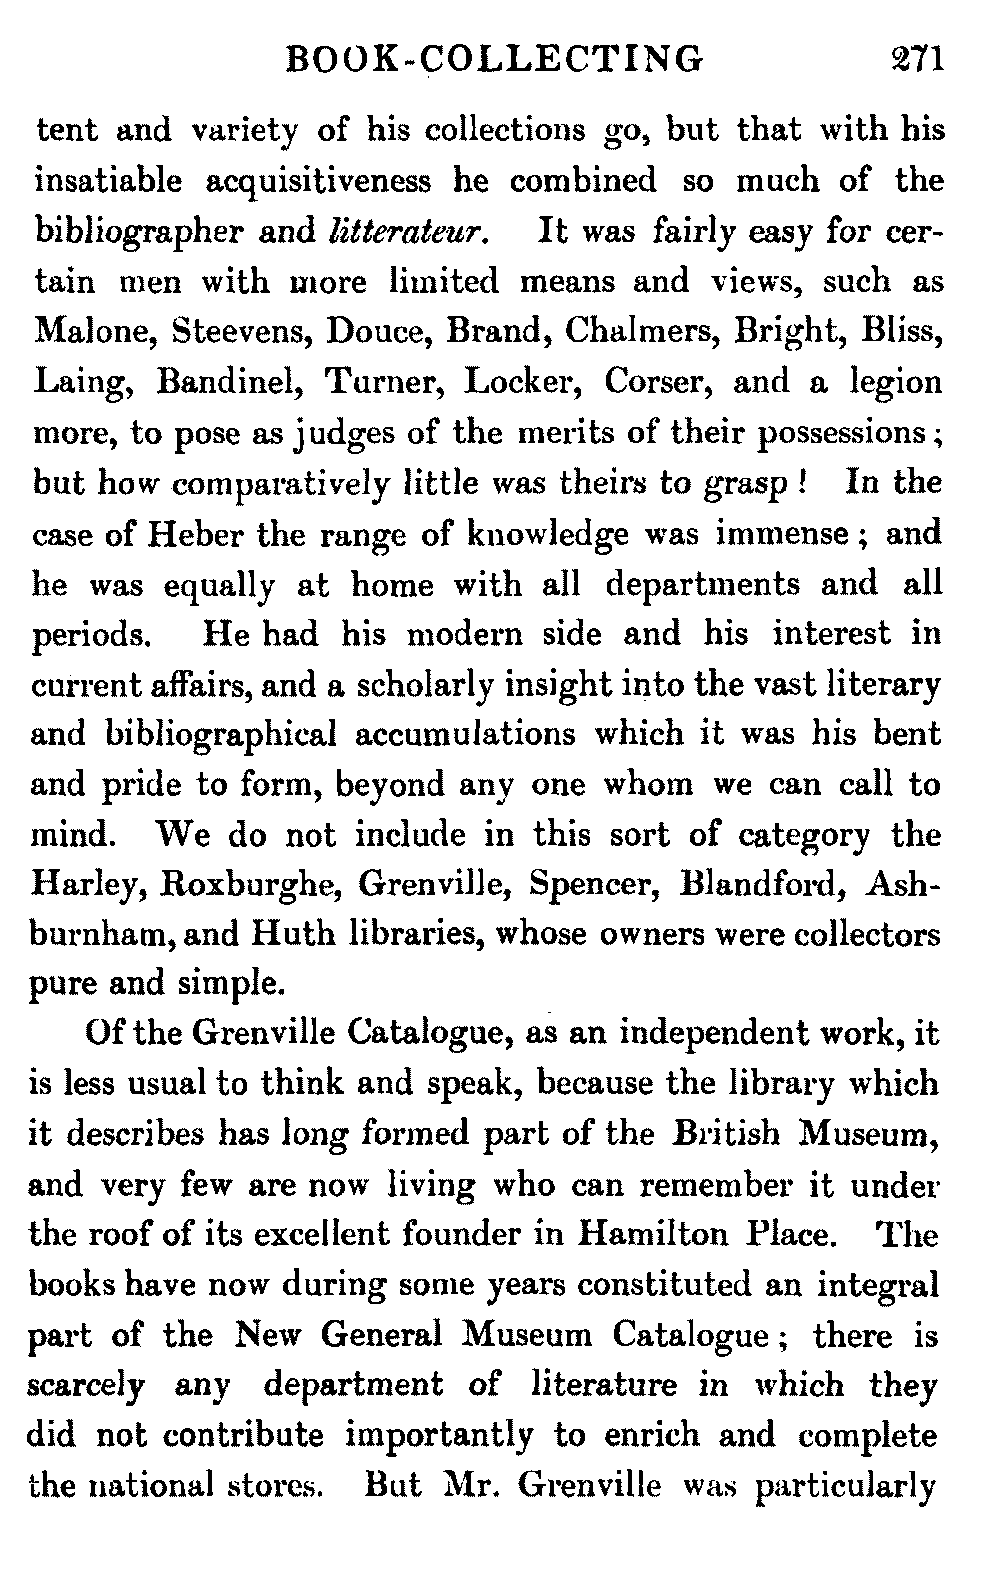 BOOK-COLLECTING 271
tent and variety of his collections go, but that with his
insatiable acquisitiveness he combined so much of the
bibliographer and litterateur. It was fairly easy for cer-
tain men with more limited means and views, such as
Malone, Steevens, Douce, Brand, Chalmers, Bright, Bliss,
Laing, Bandinel, Turner, Locker, Corser, and a legion
more, to pose as judges of the merits of their possessions;
but how comparatively little was theirs to grasp! In the
case of Heber the range of knowledge was immense; and
he was equally at home with all departments and all
periods. He had his modern side and his interest in
current affairs, and a scholarly insight into the vast literary
and bibliographical accumulations which it was his bent
and pride to form, beyond any one whom we can call to
mind. We do not include in this sort of category the
Harley, Roxburghe, Grenville, Spencer, Blandford, Ash-
burnham, and Huth libraries, whose owners were collectors
pure and simple.
Of the Grenville Catalogue, as an independent work, it
is less usual to think and speak, because the library which
it describes has long formed part of the British Museum,
and very few are now living who can remember it under
the roof of its excellent founder in Hamilton Place. The
books have now during some years constituted an integral
part of the New General Museum Catalogue; there is
scarcely any department of literature in which they
did not contribute importantly to enrich and complete
the national stores. But Mr. Grenville was particularly